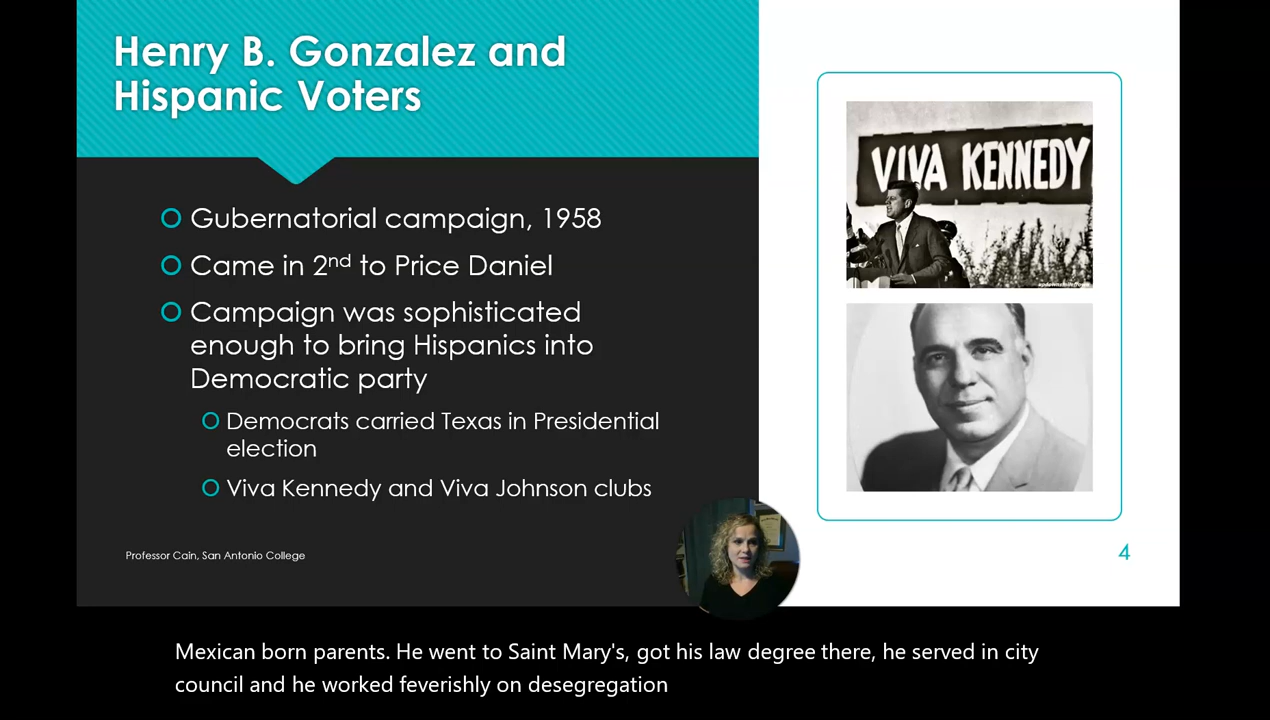 Henry B. Gonzalez and
Hispanic Voters
Gubernatorial campaign, 1958
Came in 2nd to Price Daniel
Campaign was sophisticated
enough to bring Hispanics into
Democratic party
Democrats carried Texas in Presidential
election
Viva Kennedy and Viva Johnson clubs
VIVA KENNEDY
Professor Cain, San Antonio College
4
Mexican born parents. He went to Saint Mary's, got his law degree there, he served in city
council and he worked feverishly on desegregation